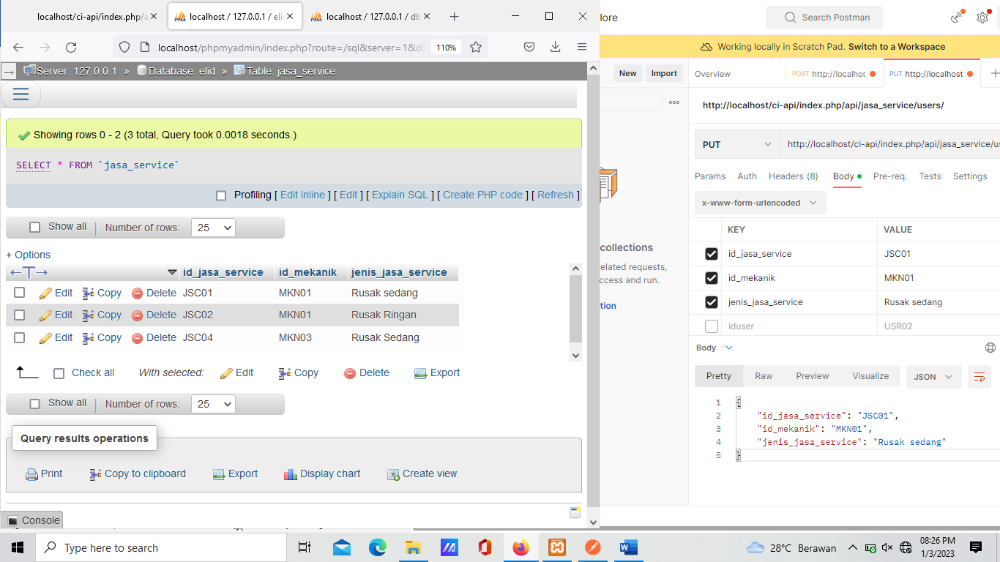 localhost/ci-api/index.php/a
localhost / 127.0.0.1 / elid
localhost / 127.0.0.1 / db
localhost/phpmyadmin/index.php?route=/sql&server=1&db
110%
Server: 127.0.0.1 » Database: elid » Table: jasa_service
Showing rows 0 - 2 (3 total, Query took 0.0018 seconds.)
SELECT * FROM `jasa_service`
Profiling [ Edit inline ] [ Edit ] [ Explain SQL ] [ Create PHP code ] [ Refresh ]
Show all Number of rows: 25
+ Options
←T→ id_jasa_service id_mekanik jenis_jasa_service
Edit Copy Delete JSC01 MKN01 Rusak sedang
Edit Copy Delete JSC02 MKN01 Rusak Ringan
Edit Copy Delete JSC04 MKN03 Rusak Sedang
Check all With selected: Edit Copy Delete Export
Show all Number of rows: 25
Query results operations
Print Copy to clipboard Export Display chart Create view
Console
lore
Search Postman
Working locally in Scratch Pad. Switch to a Workspace
New Import
Overview
POST http://localhos
PUT http://localhost
http://localhost/ci-api/index.php/api/jasa_service/users/
PUT http://localhost/ci-api/index.php/api/jasa_service/us
Params Auth Headers (8) Body Pre-req. Tests Settings
x-www-form-urlencoded
KEY VALUE
id_jasa_service JSC01
id_mekanik MKN01
jenis_jasa_service Rusak sedang
iduser USR02
collections
elated requests,
ccess and run.
tion
Body
Pretty Raw Preview Visualize JSON
1 {
2 "id_jasa_service": "JSC01",
3 "id_mekanik": "MKN01",
4 "jenis_jasa_service": "Rusak sedang"
5 }
Type here to search
28°C Berawan
08:26 PM
1/3/2023